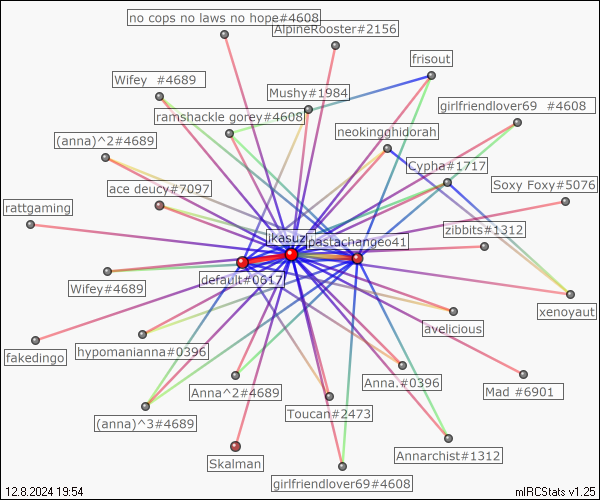 no cops no laws no hope#4608
AlpineRooster#2156
frisout
Wifey  #4689
Mushy#1984
girlfriendlover69  #4608
ramshackle gorey#4608
neokingghidorah
(anna)^2#4689
Cypha#1717
ace deucy#7097
Soxy Foxy#5076
rattgaming
zibbits#1312
pastachangeo41
default#0617
Wifey#4689
xenoyaut
avelicious
fakedingo
hypomanianna#0396
Anna.#0396
Anna^2#4689
Mad #6901
Toucan#2473
(anna)^3#4689
Annarchist#1312
Skalman
girlfriendlover69#4608
12.8.2024 19:54
mIRCStats v1.25